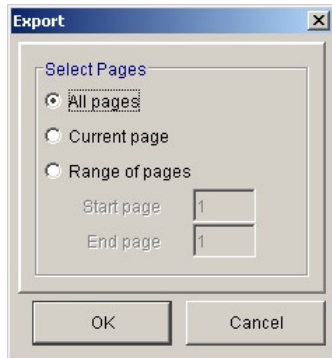 Export
Select Pages
All pages
Current page
Range of pages
Start page 1
End page 1
OK Cancel